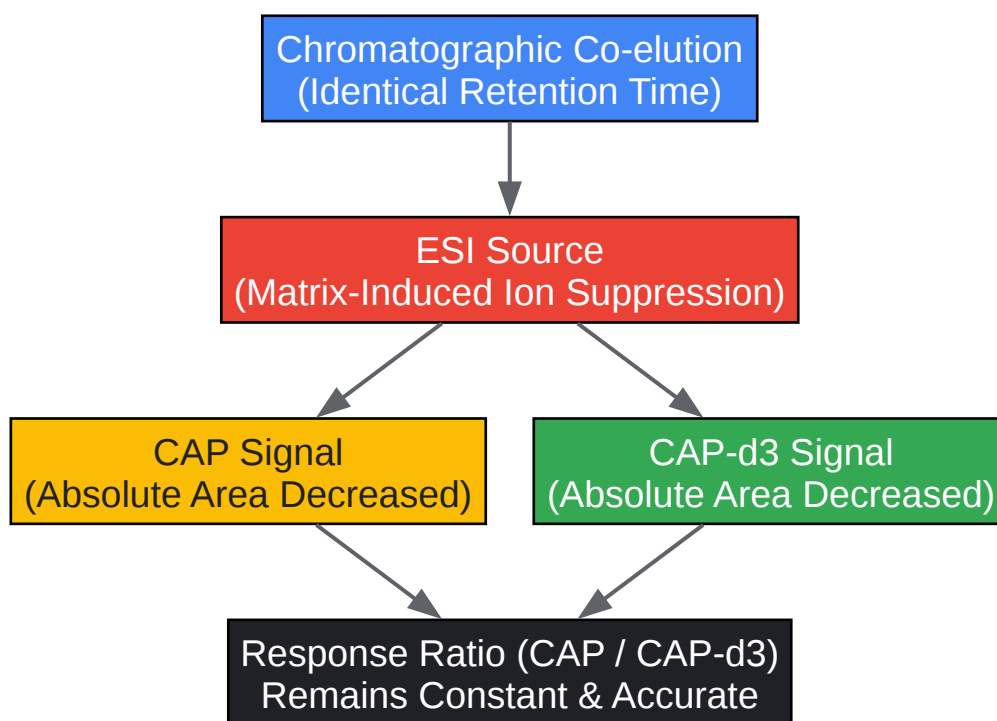 Chromatographic Co-elution
(Identical Retention Time)
ESI Source
(Matrix-Induced Ion Suppression)
CAP Signal
(Absolute Area Decreased)
CAP-d3 Signal
(Absolute Area Decreased)
Response Ratio (CAP / CAP-d3)
Remains Constant & Accurate